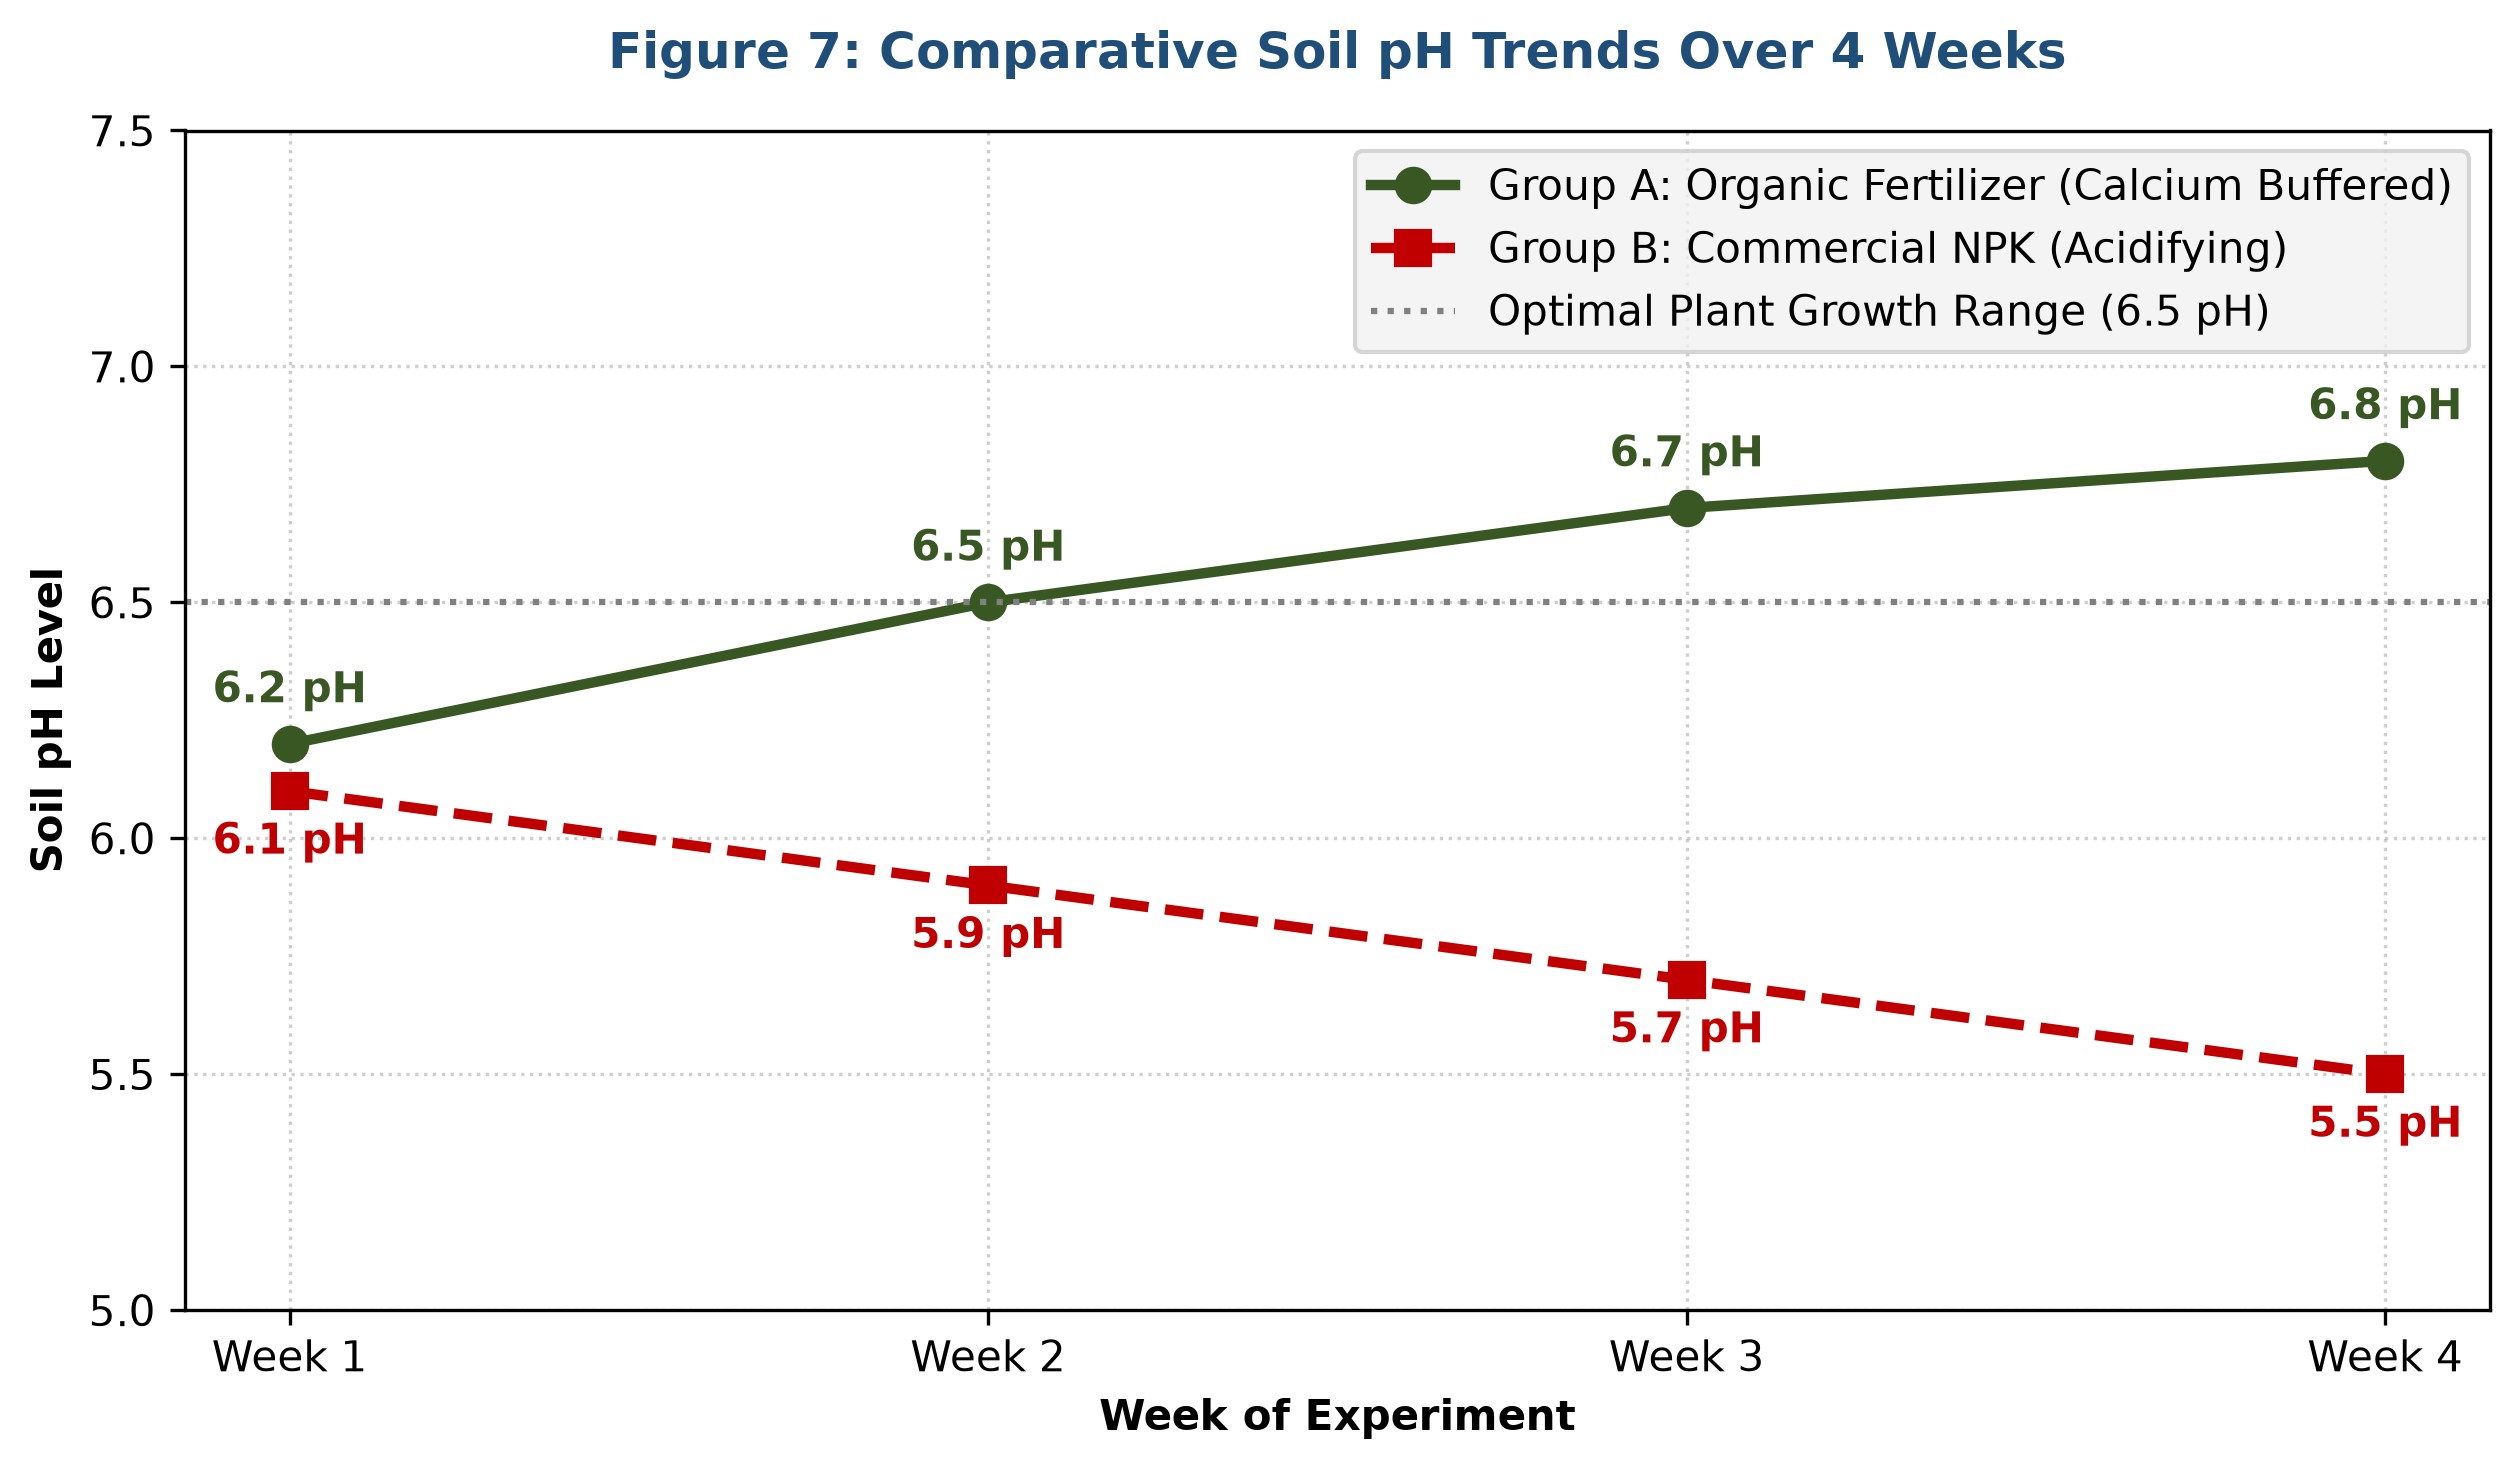 Figure 7: Comparative Soil pH Trends Over 4 Weeks
7.5
7.0
6.5
6.0
5.5
5.0
Soil pH Level
Group A: Organic Fertilizer (Calcium Buffered)
Group B: Commercial NPK (Acidifying)
Optimal Plant Growth Range (6.5 pH)
6.2 pH
6.5 pH
6.7 pH
6.8 pH
6.1 pH
5.9 pH
5.7 pH
5.5 pH
Week 1
Week 2
Week 3
Week 4
Week of Experiment